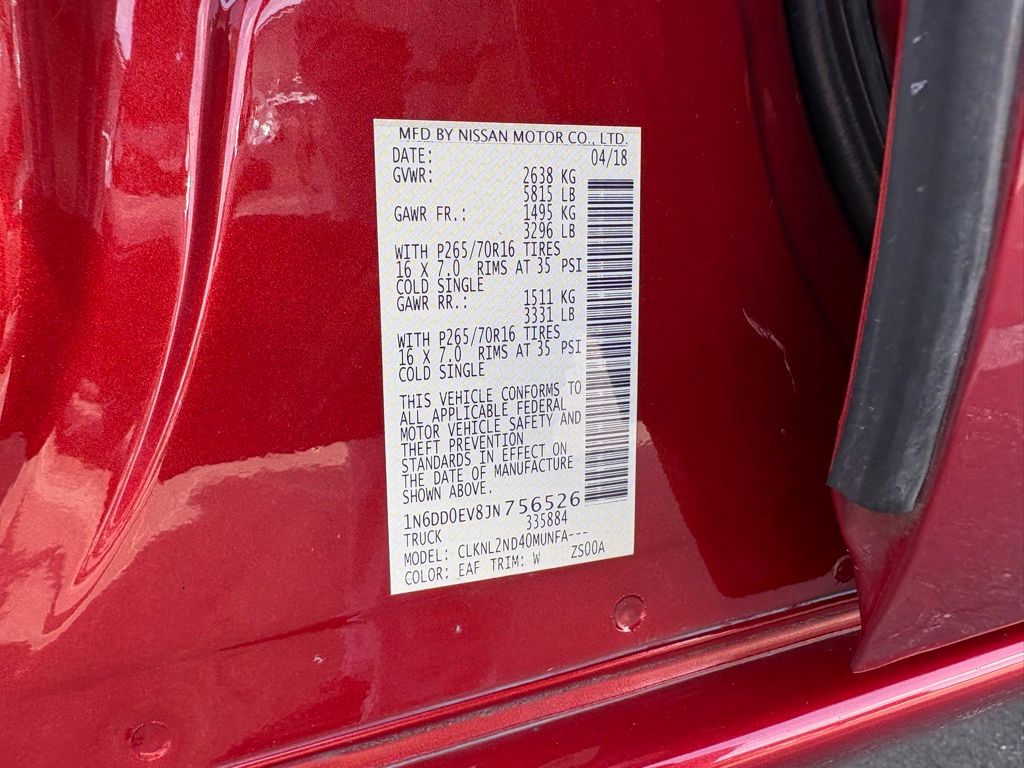 MFD BY NISSAN MOTOR CO., LTD.
DATE: 04/18
GVWR: 2638 KG
5815 LB
GAWR FR.: 1495 KG
3296 LB
WITH P265/70R16 TIRES
16 X 7.0 RIMS AT 35 PSI
COLD SINGLE
GAWR RR.: 1511 KG
3331 LB
WITH P265/70R16 TIRES
16 X 7.0 RIMS AT 35 PSI
COLD SINGLE
THIS VEHICLE CONFORMS TO
ALL APPLICABLE FEDERAL
MOTOR VEHICLE SAFETY AND
THEFT PREVENTION
STANDARDS IN EFFECT ON
THE DATE OF MANUFACTURE
SHOWN ABOVE.
1N6DD0EV8JN756526
TRUCK 335884
MODEL: CLKNL2ND40MUNFA---
COLOR: EAF TRIM: W ZS00A